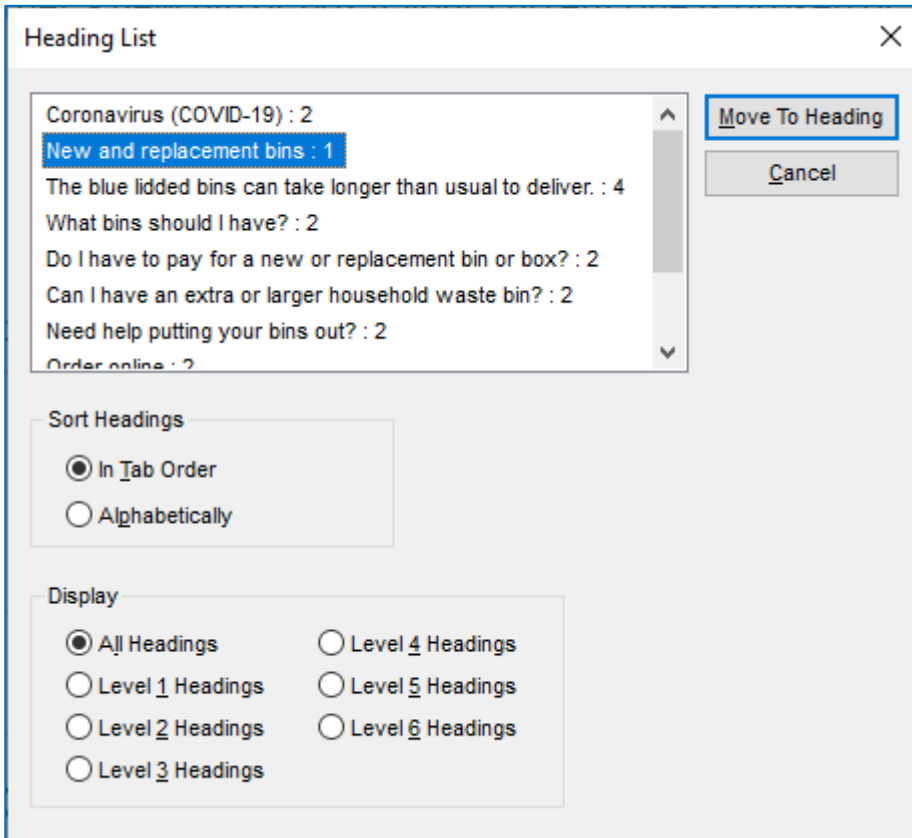 Heading List
Coronavirus (COVID-19) : 2
New and replacement bins : 1
The blue lidded bins can take longer than usual to deliver. : 4
What bins should I have? : 2
Do I have to pay for a new or replacement bin or box? : 2
Can I have an extra or larger household waste bin? : 2
Need help putting your bins out? : 2
Order online : 2
Move To Heading
Cancel
Sort Headings
In Tab Order
Alphabetically
Display
All Headings
Level 1 Headings
Level 2 Headings
Level 3 Headings
Level 4 Headings
Level 5 Headings
Level 6 Headings